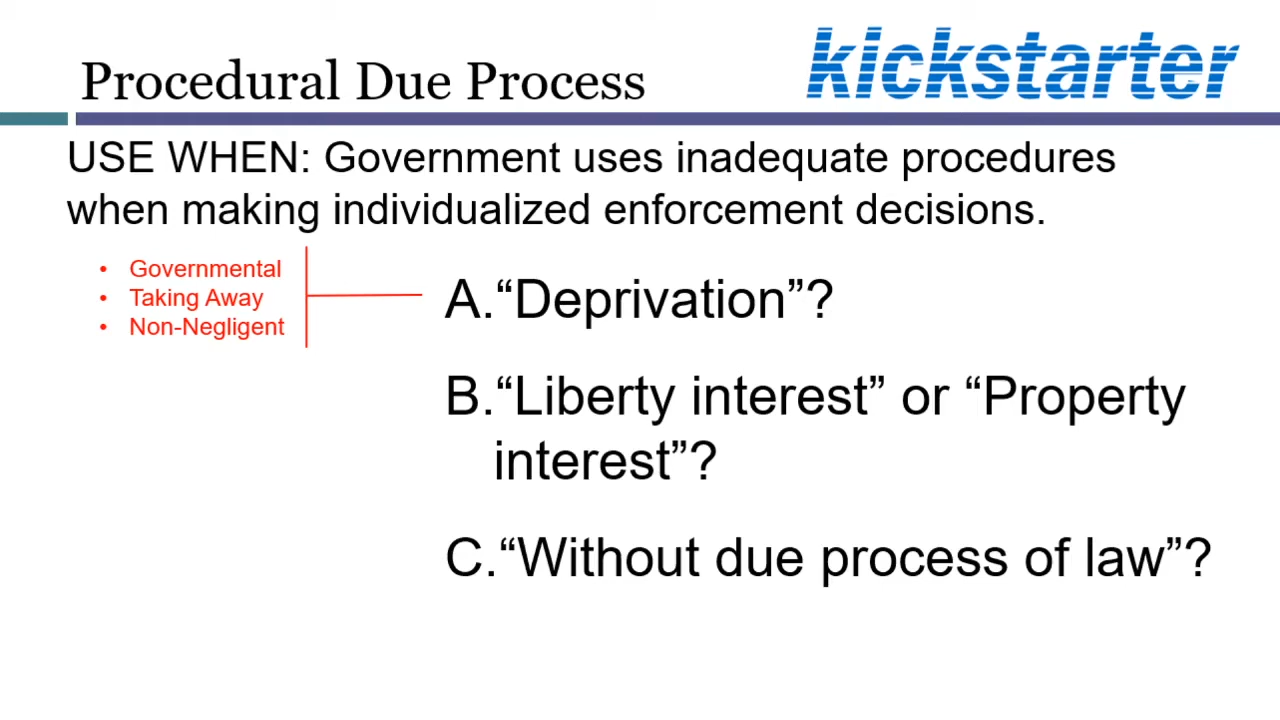 kickstarter
Procedural Due Process
USE WHEN: Government uses inadequate procedures
when making individualized enforcement decisions.
• Governmental
• Taking Away
• Non-Negligent
A.“Deprivation”?
B.“Liberty interest” or “Property
interest”?
C.“Without due process of law”?